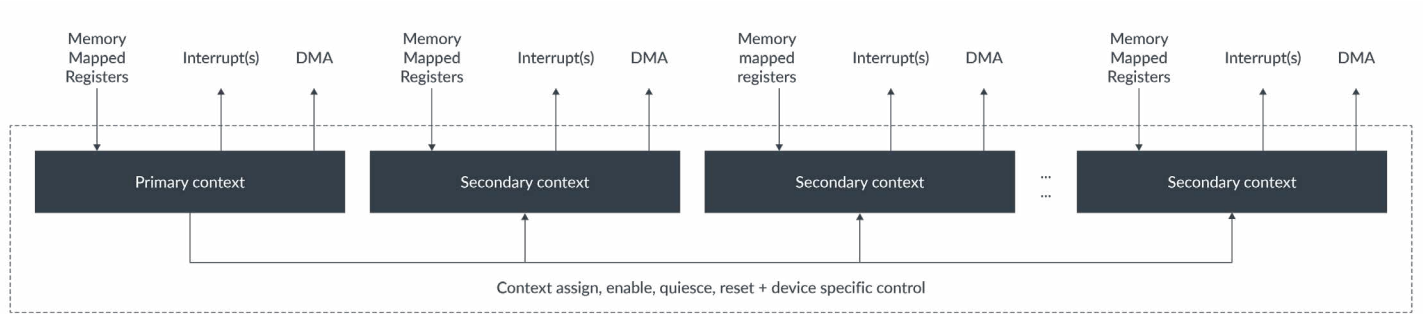 Memory
Mapped
Registers
Interrupt(s)
DMA
Memory
Mapped
Registers
Interrupt(s)
DMA
Memory
mapped
registers
Interrupt(s)
DMA
Memory
Mapped
Registers
Interrupt(s)
DMA
Primary context
Secondary context
Secondary context
...
...
Secondary context
Context assign, enable, quiesce, reset + device specific control